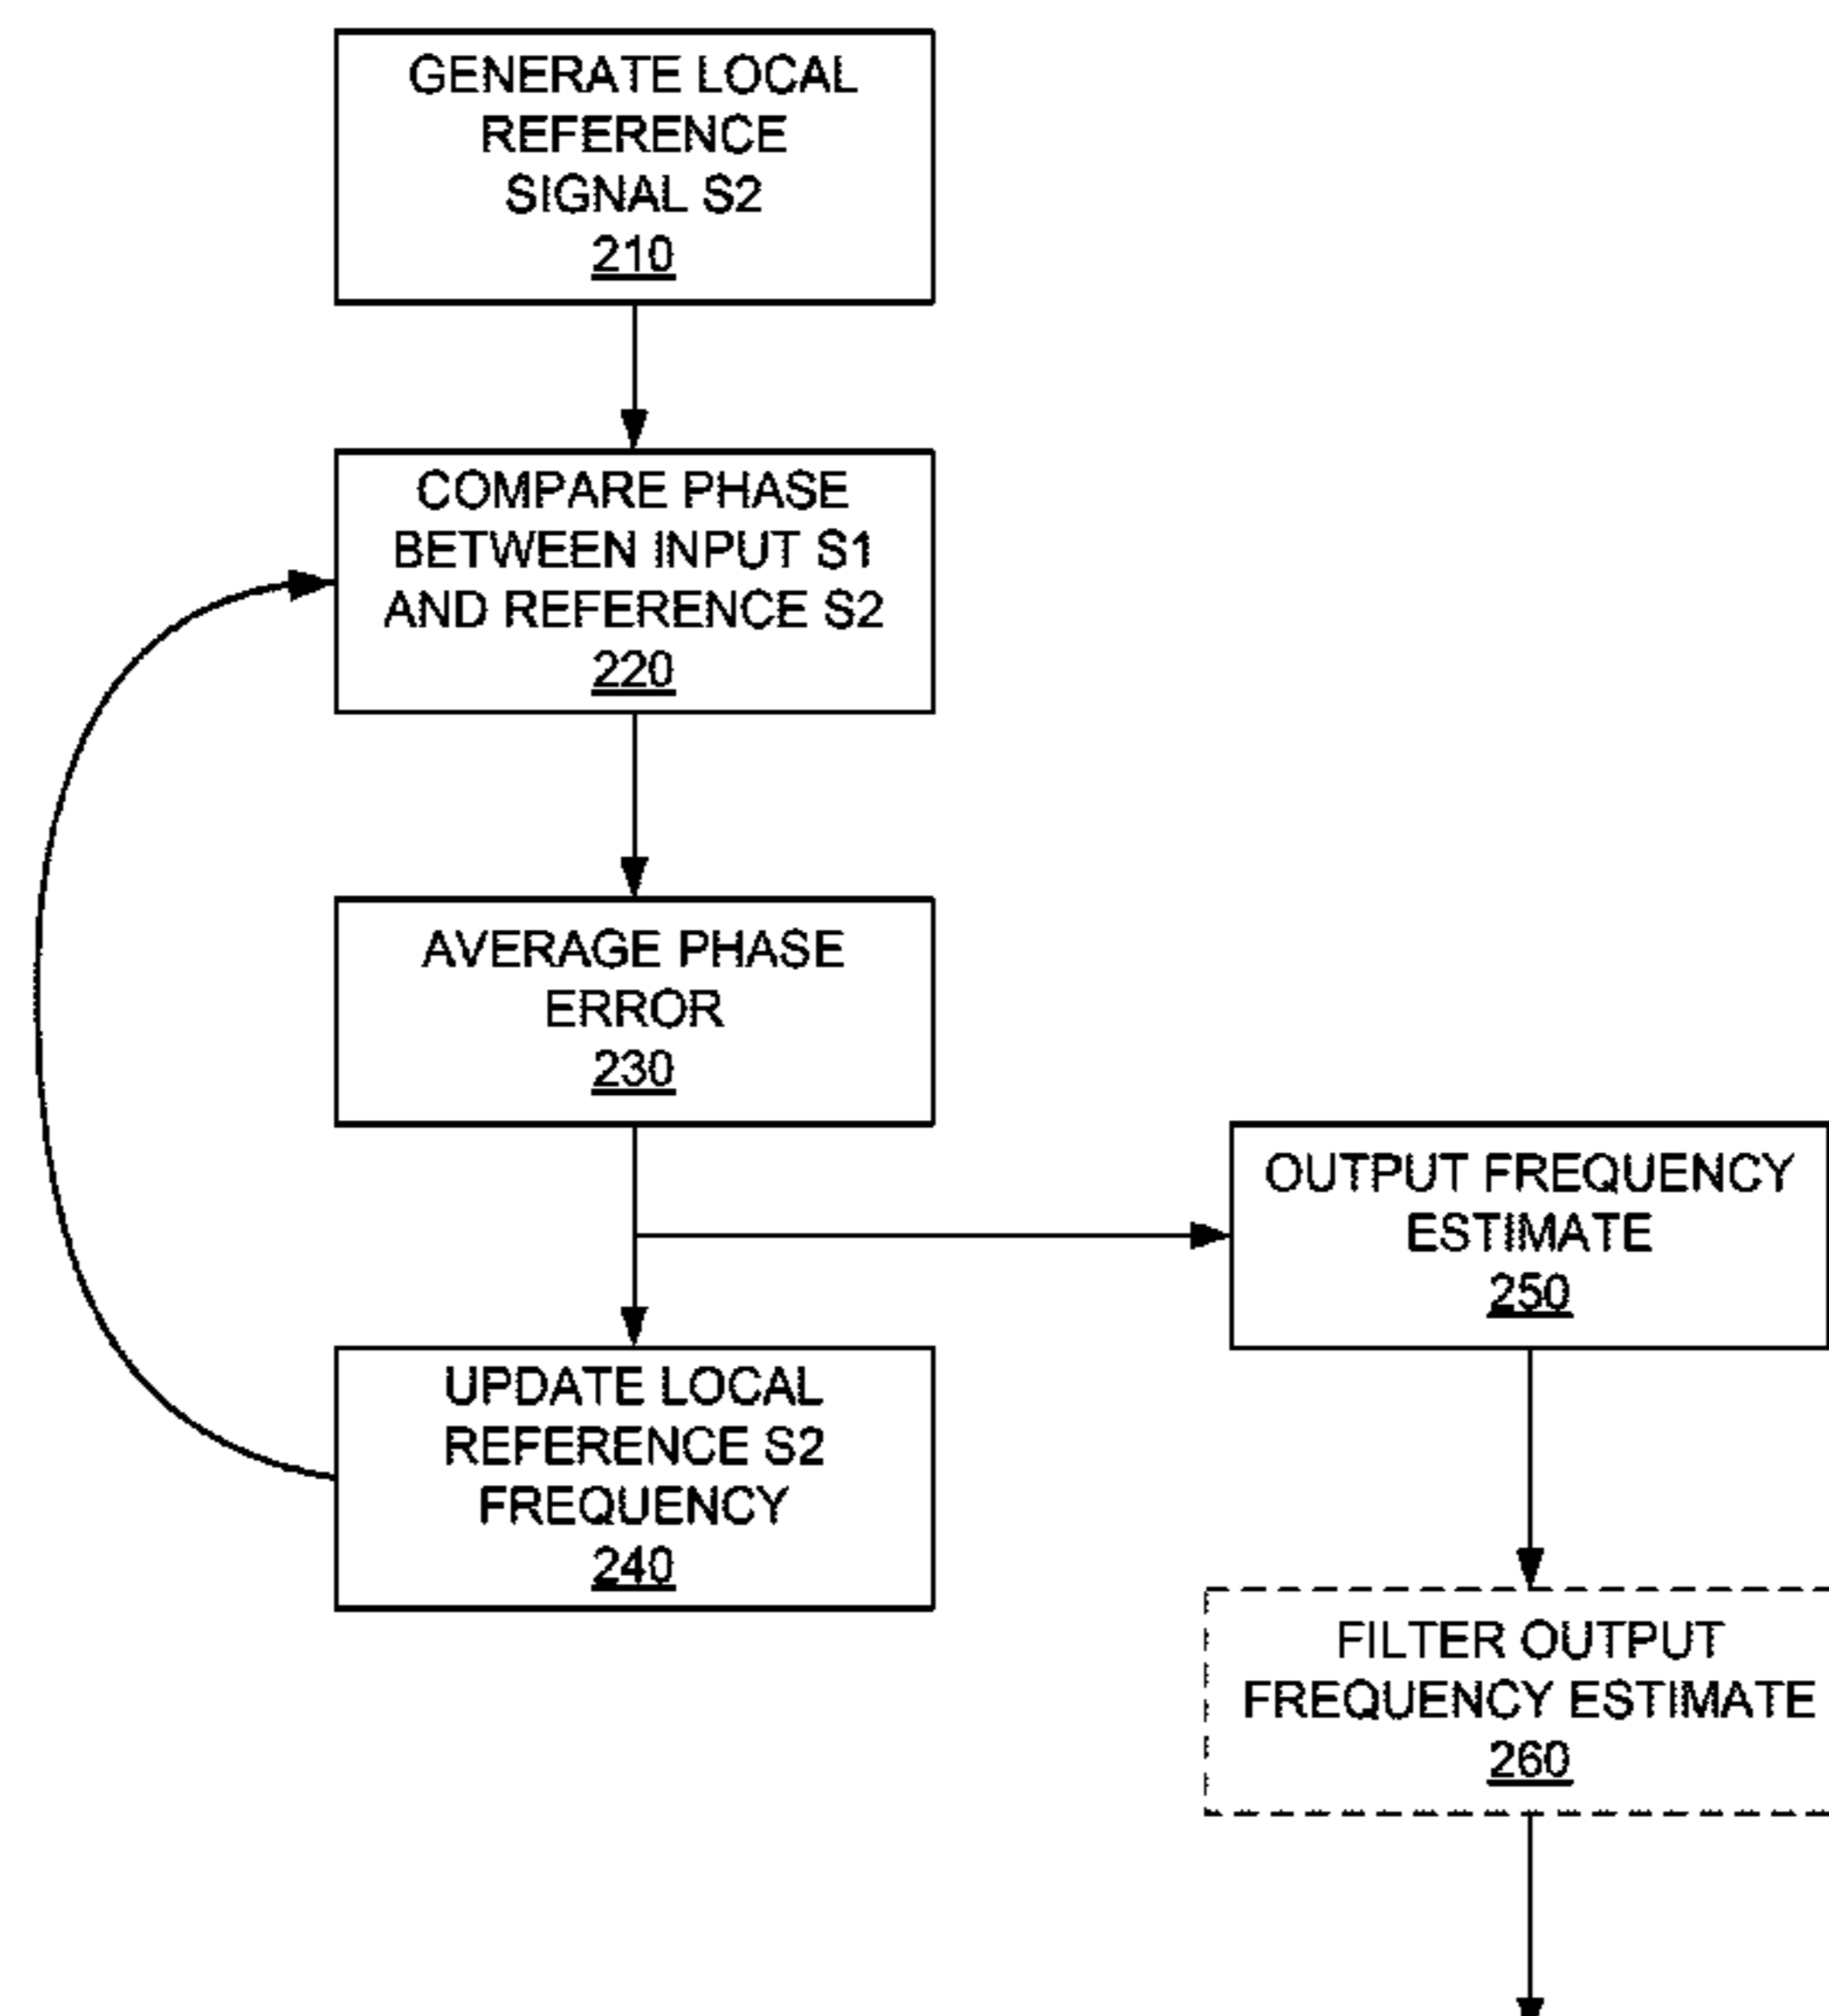 GENERATE LOCAL
REFERENCE
SIGNAL S2
210
COMPARE PHASE
BETWEEN INPUT S1
AND REFERENCE S2
220
AVERAGE PHASE
ERROR
230
OUTPUT FREQUENCY
ESTIMATE
250
UPDATE LOCAL
REFERENCE S2
FREQUENCY
240
FILTER OUTPUT
FREQUENCY ESTIMATE
260